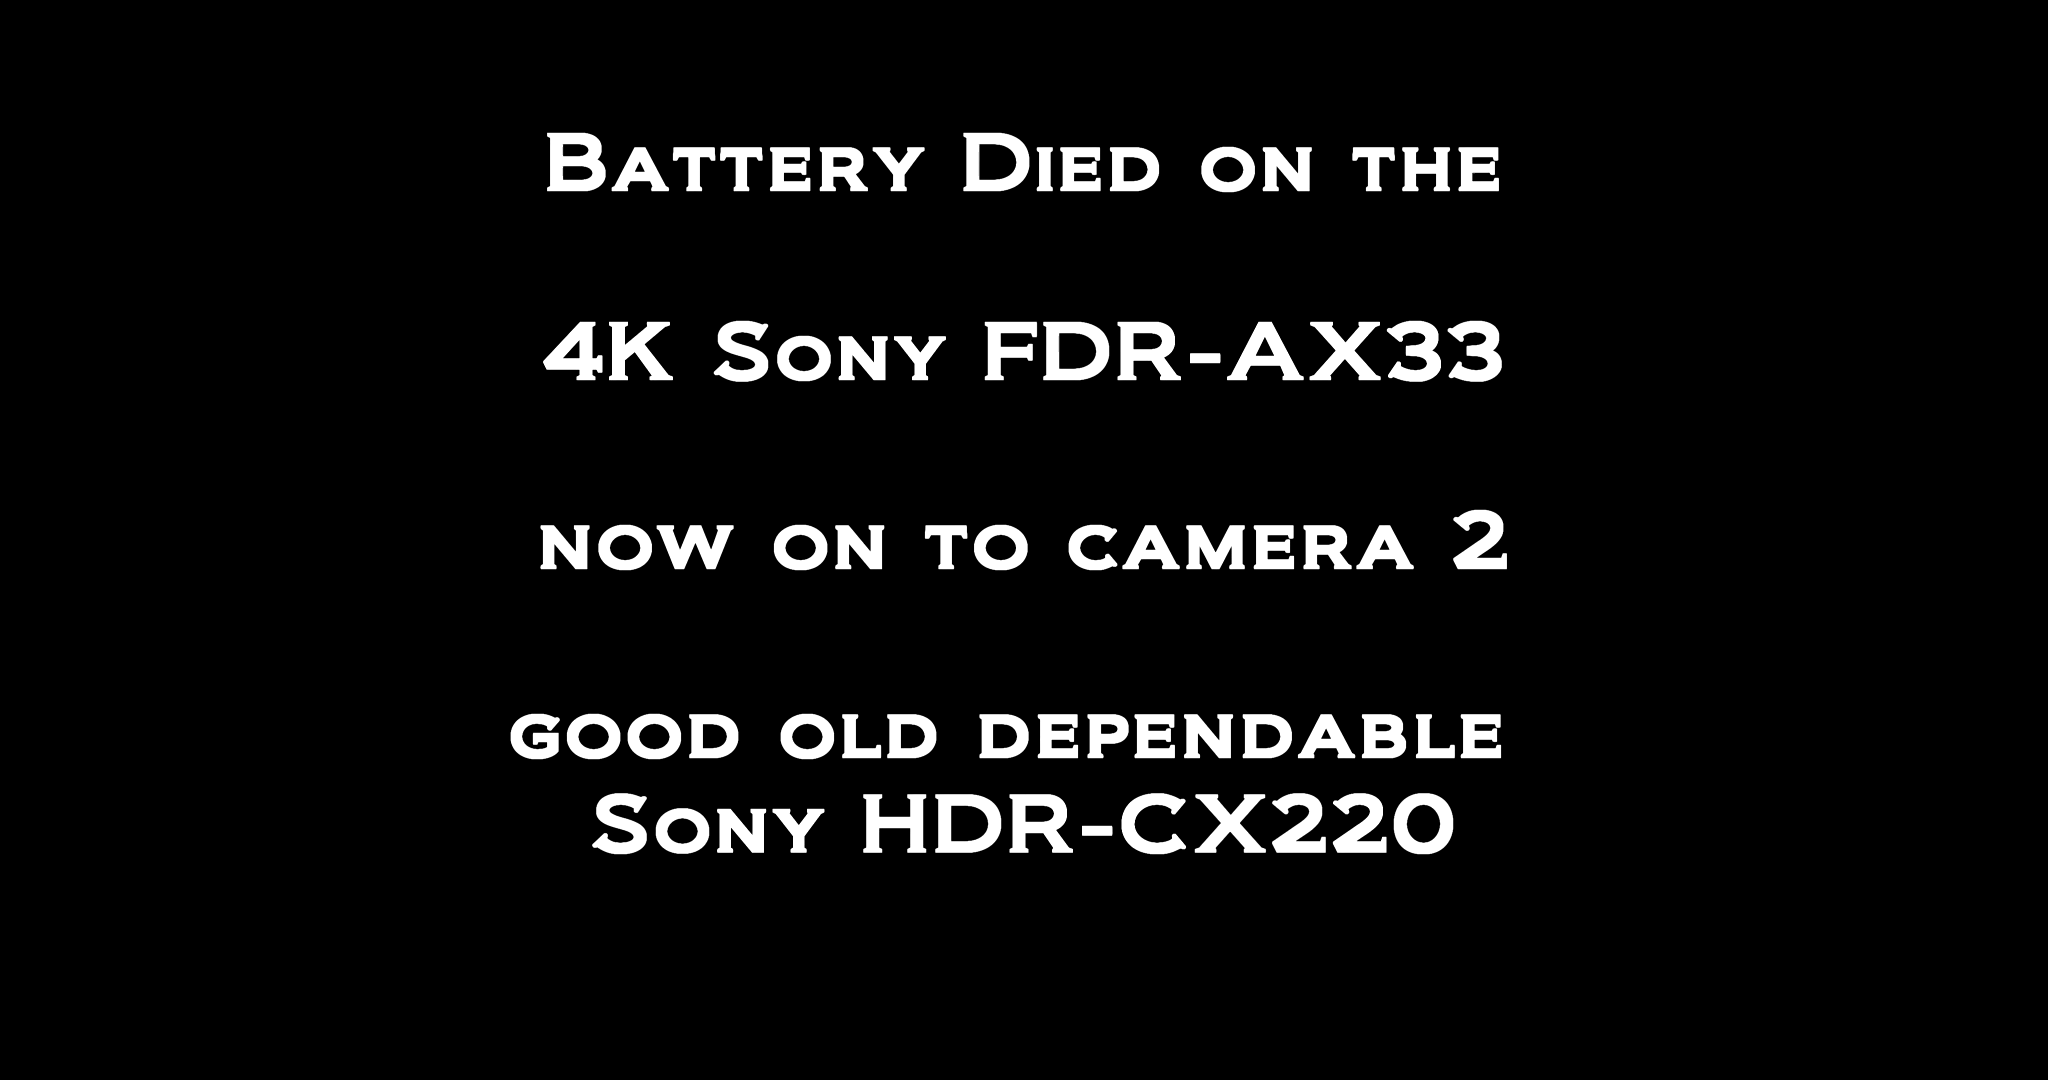 Battery Died on the
4K Sony FDR-AX33
now on to camera 2
good old dependable
Sony HDR-CX220